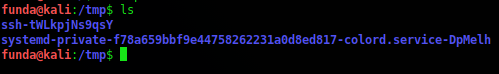 funda@kali:/tmp$ ls
ssh-tWLkpjNs9qsY
systemd-private-f78a659bbf9e44758262231a0d8ed817-colord.service-DpMelh
funda@kali:/tmp$